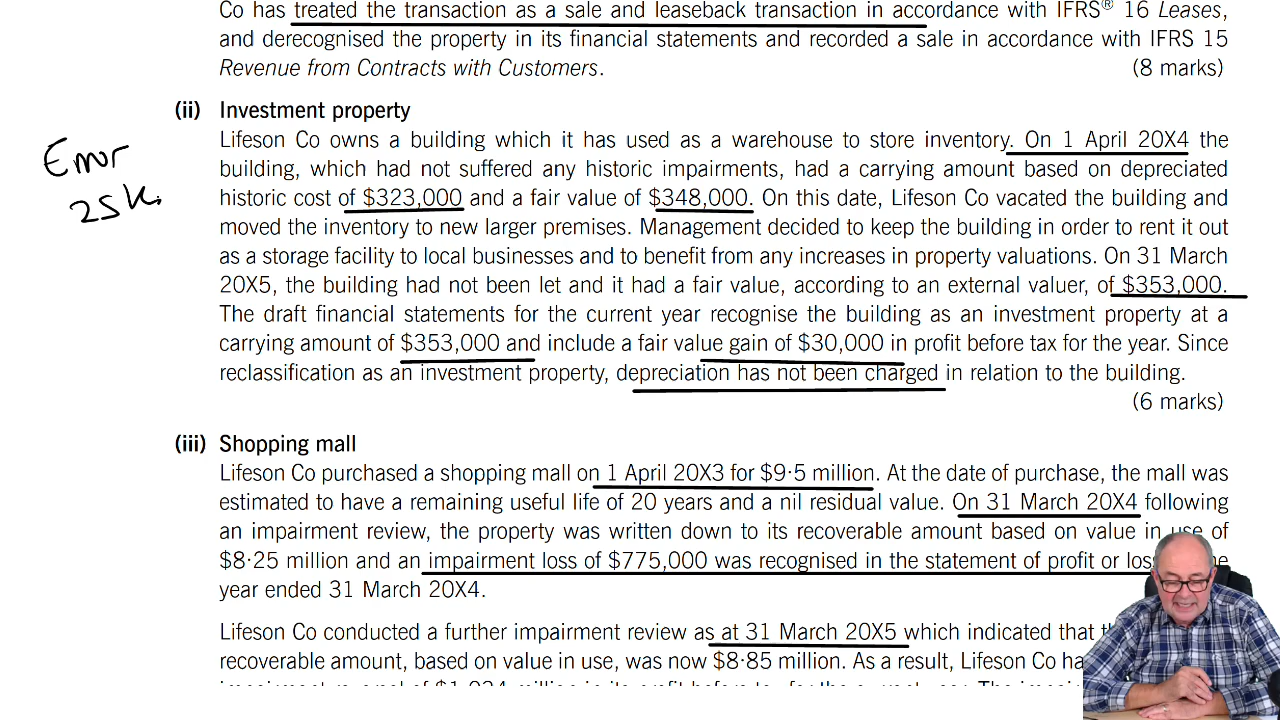 Co has treated the transaction as a sale and leaseback transaction in accordance with IFRS® 16 Leases,
and derecognised the property in its financial statements and recorded a sale in accordance with IFRS 15
Revenue from Contracts with Customers. (8 marks)
(ii) Investment property
Lifeson Co owns a building which it has used as a warehouse to store inventory. On 1 April 20X4 the
building, which had not suffered any historic impairments, had a carrying amount based on depreciated
historic cost of $323,000 and a fair value of $348,000. On this date, Lifeson Co vacated the building and
moved the inventory to new larger premises. Management decided to keep the building in order to rent it out
as a storage facility to local businesses and to benefit from any increases in property valuations. On 31 March
20X5, the building had not been let and it had a fair value, according to an external valuer, of $353,000.
The draft financial statements for the current year recognise the building as an investment property at a
carrying amount of $353,000 and include a fair value gain of $30,000 in profit before tax for the year. Since
reclassification as an investment property, depreciation has not been charged in relation to the building.
(6 marks)
Error
25k.
(iii) Shopping mall
Lifeson Co purchased a shopping mall on 1 April 20X3 for $9·5 million. At the date of purchase, the mall was
estimated to have a remaining useful life of 20 years and a nil residual value. On 31 March 20X4 following
an impairment review, the property was written down to its recoverable amount based on value in use of
$8·25 million and an impairment loss of $775,000 was recognised in the statement of profit or los
year ended 31 March 20X4.
Lifeson Co conducted a further impairment review as at 31 March 20X5 which indicated that
recoverable amount, based on value in use, was now $8·85 million. As a result, Lifeson Co ha